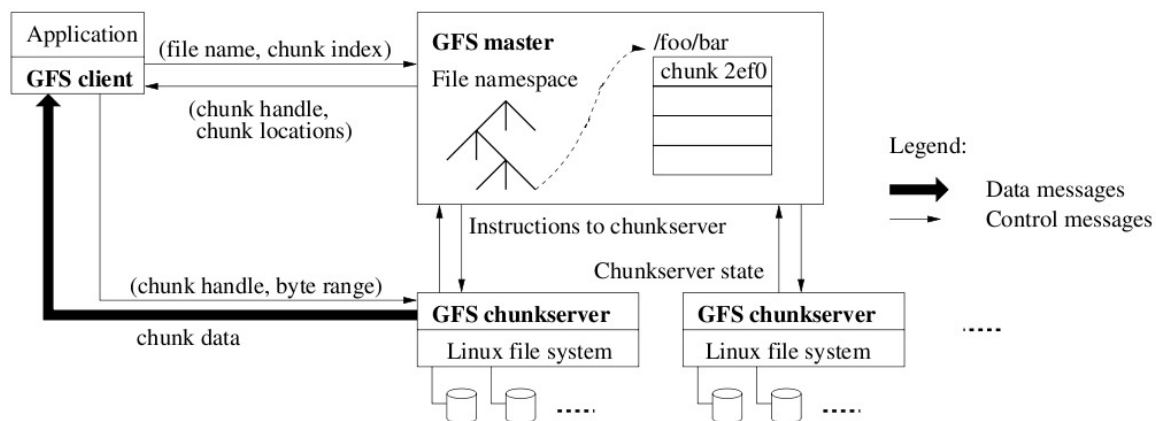 Application
GFS client
(file name, chunk index)
(chunk handle,
chunk locations)
GFS master
File namespace
/foo/bar
chunk 2ef0
Legend:
Data messages
Control messages
Instructions to chunkserver
Chunkserver state
(chunk handle, byte range)
chunk data
GFS chunkserver
Linux file system
GFS chunkserver
Linux file system